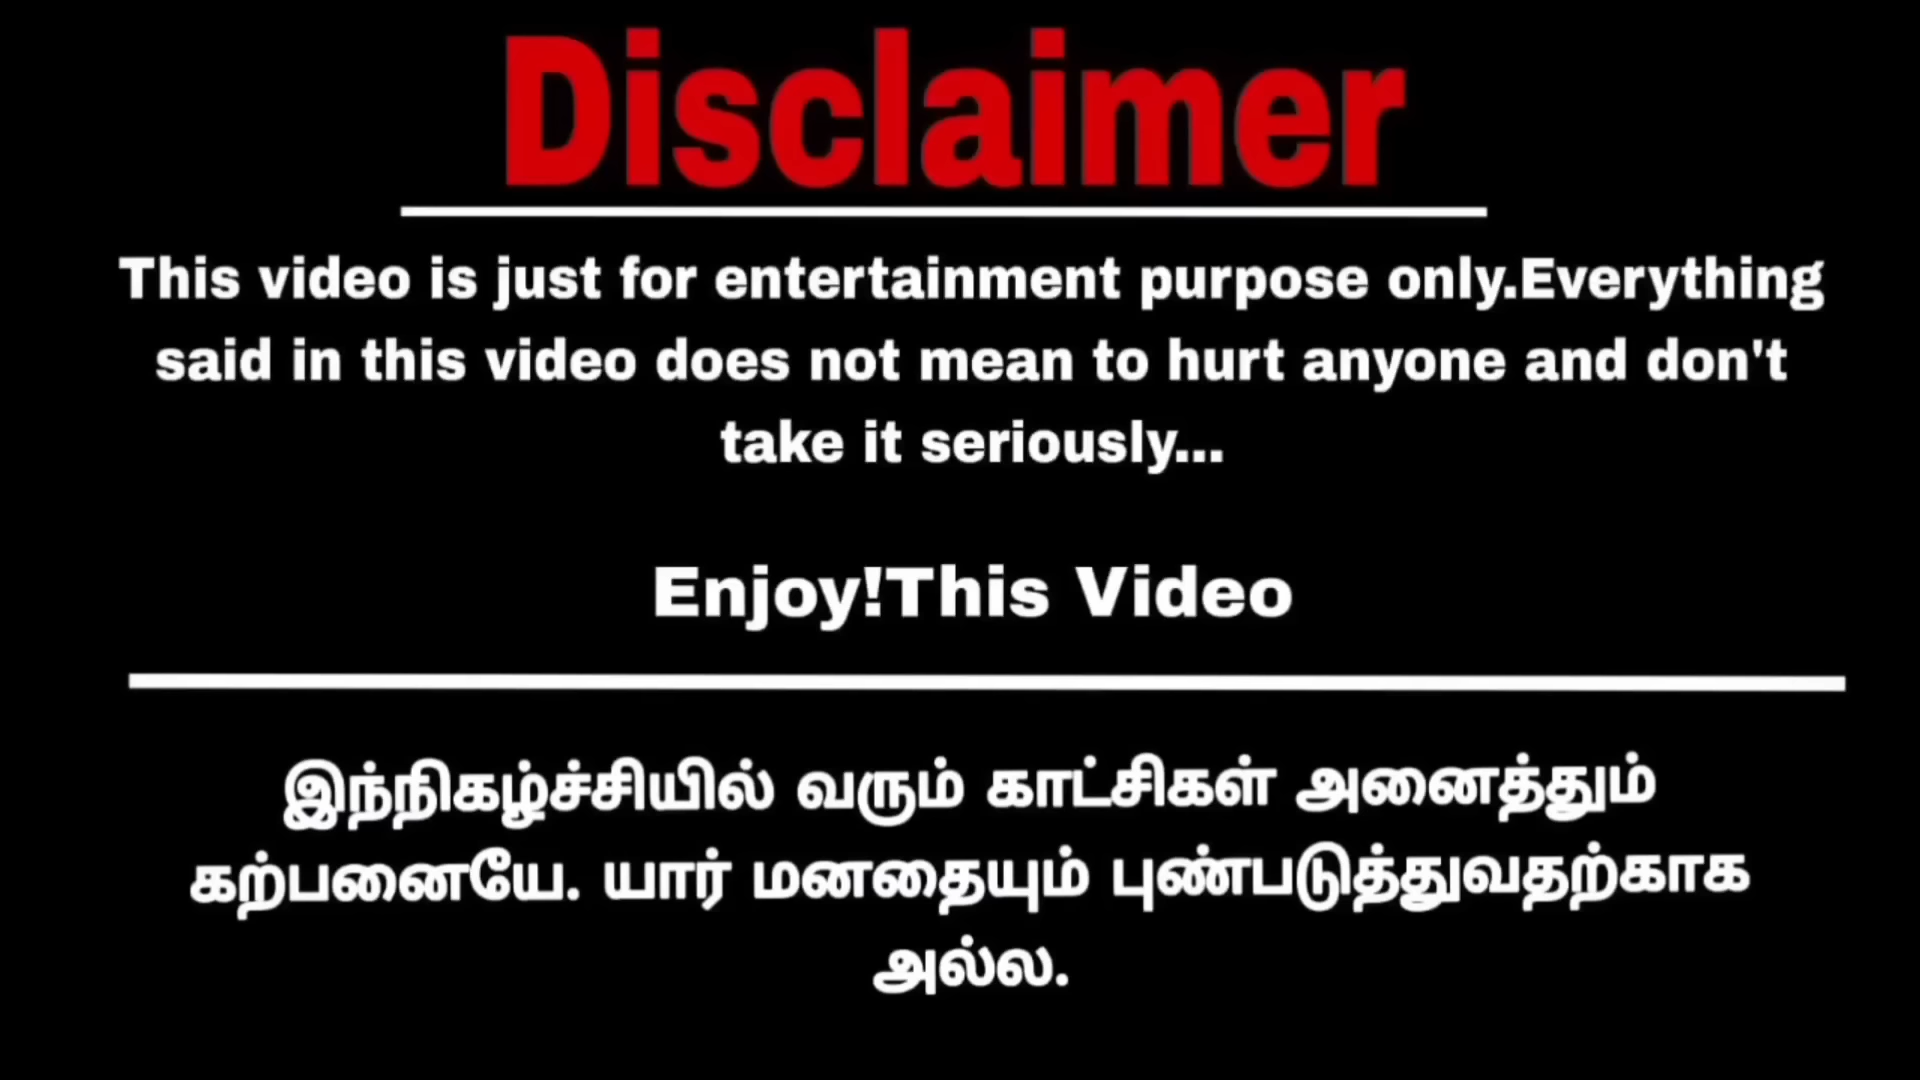 Disclaimer
This video is just for entertainment purpose only.Everything
said in this video does not mean to hurt anyone and don't
take it seriously...
Enjoy!This Video
இந்நிகழ்ச்சியில் வரும் காட்சிகள் அனைத்தும்
கற்பனையே. யார் மனதையும் புண்படுத்துவதற்காக
அல்ல.